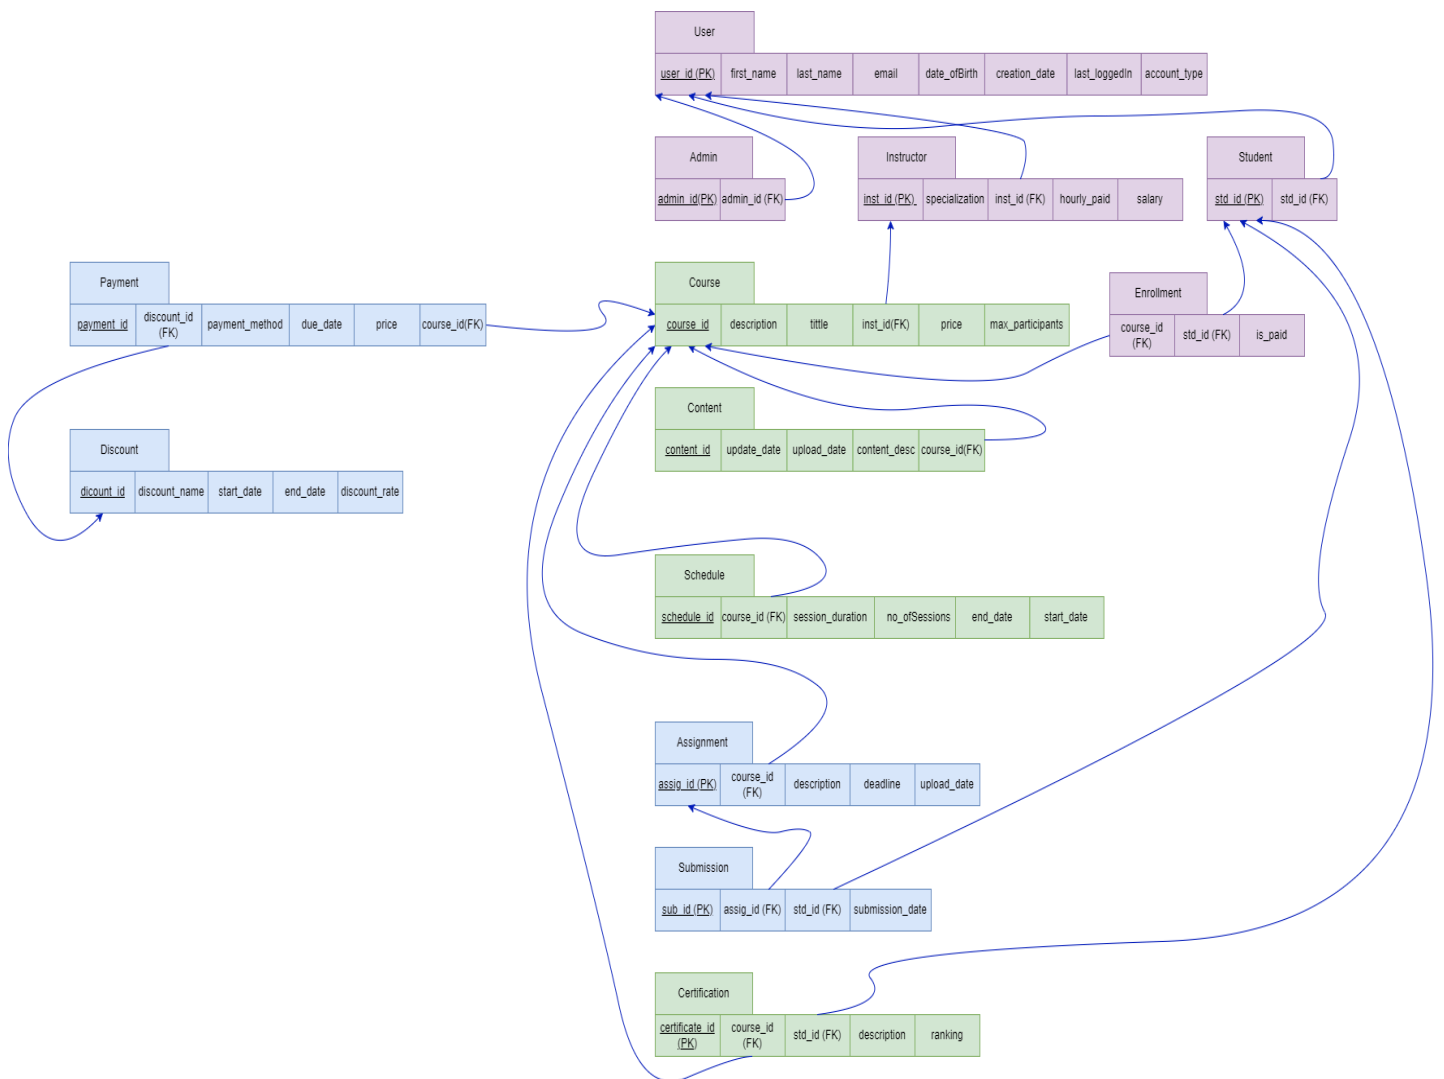 User
user_id (PK) first_name last_name email date_ofBirth creation_date last_loggedIn account_type
Admin
admin_id(PK) admin_id (FK)
Instructor
inst_id (PK) specialization inst_id (FK) hourly_paid salary
Student
std_id (PK) std_id (FK)
Payment
payment_id discount_id
(FK) payment_method due_date price course_id(FK)
Course
course_id description tittle inst_id(FK) price max_participants
Enrollment
course_id
(FK) std_id (FK) is_paid
Content
content_id update_date upload_date content_desc course_id(FK)
Discount
dicount_id discount_name start_date end_date discount_rate
Schedule
schedule_id course_id (FK) session_duration no_ofSessions end_date start_date
Assignment
assig_id (PK) course_id
(FK) description deadline upload_date
Submission
sub_id (PK) assig_id (FK) std_id (FK) submission_date
Certification
certificate_id
(PK) course_id
(FK) std_id (FK) description ranking